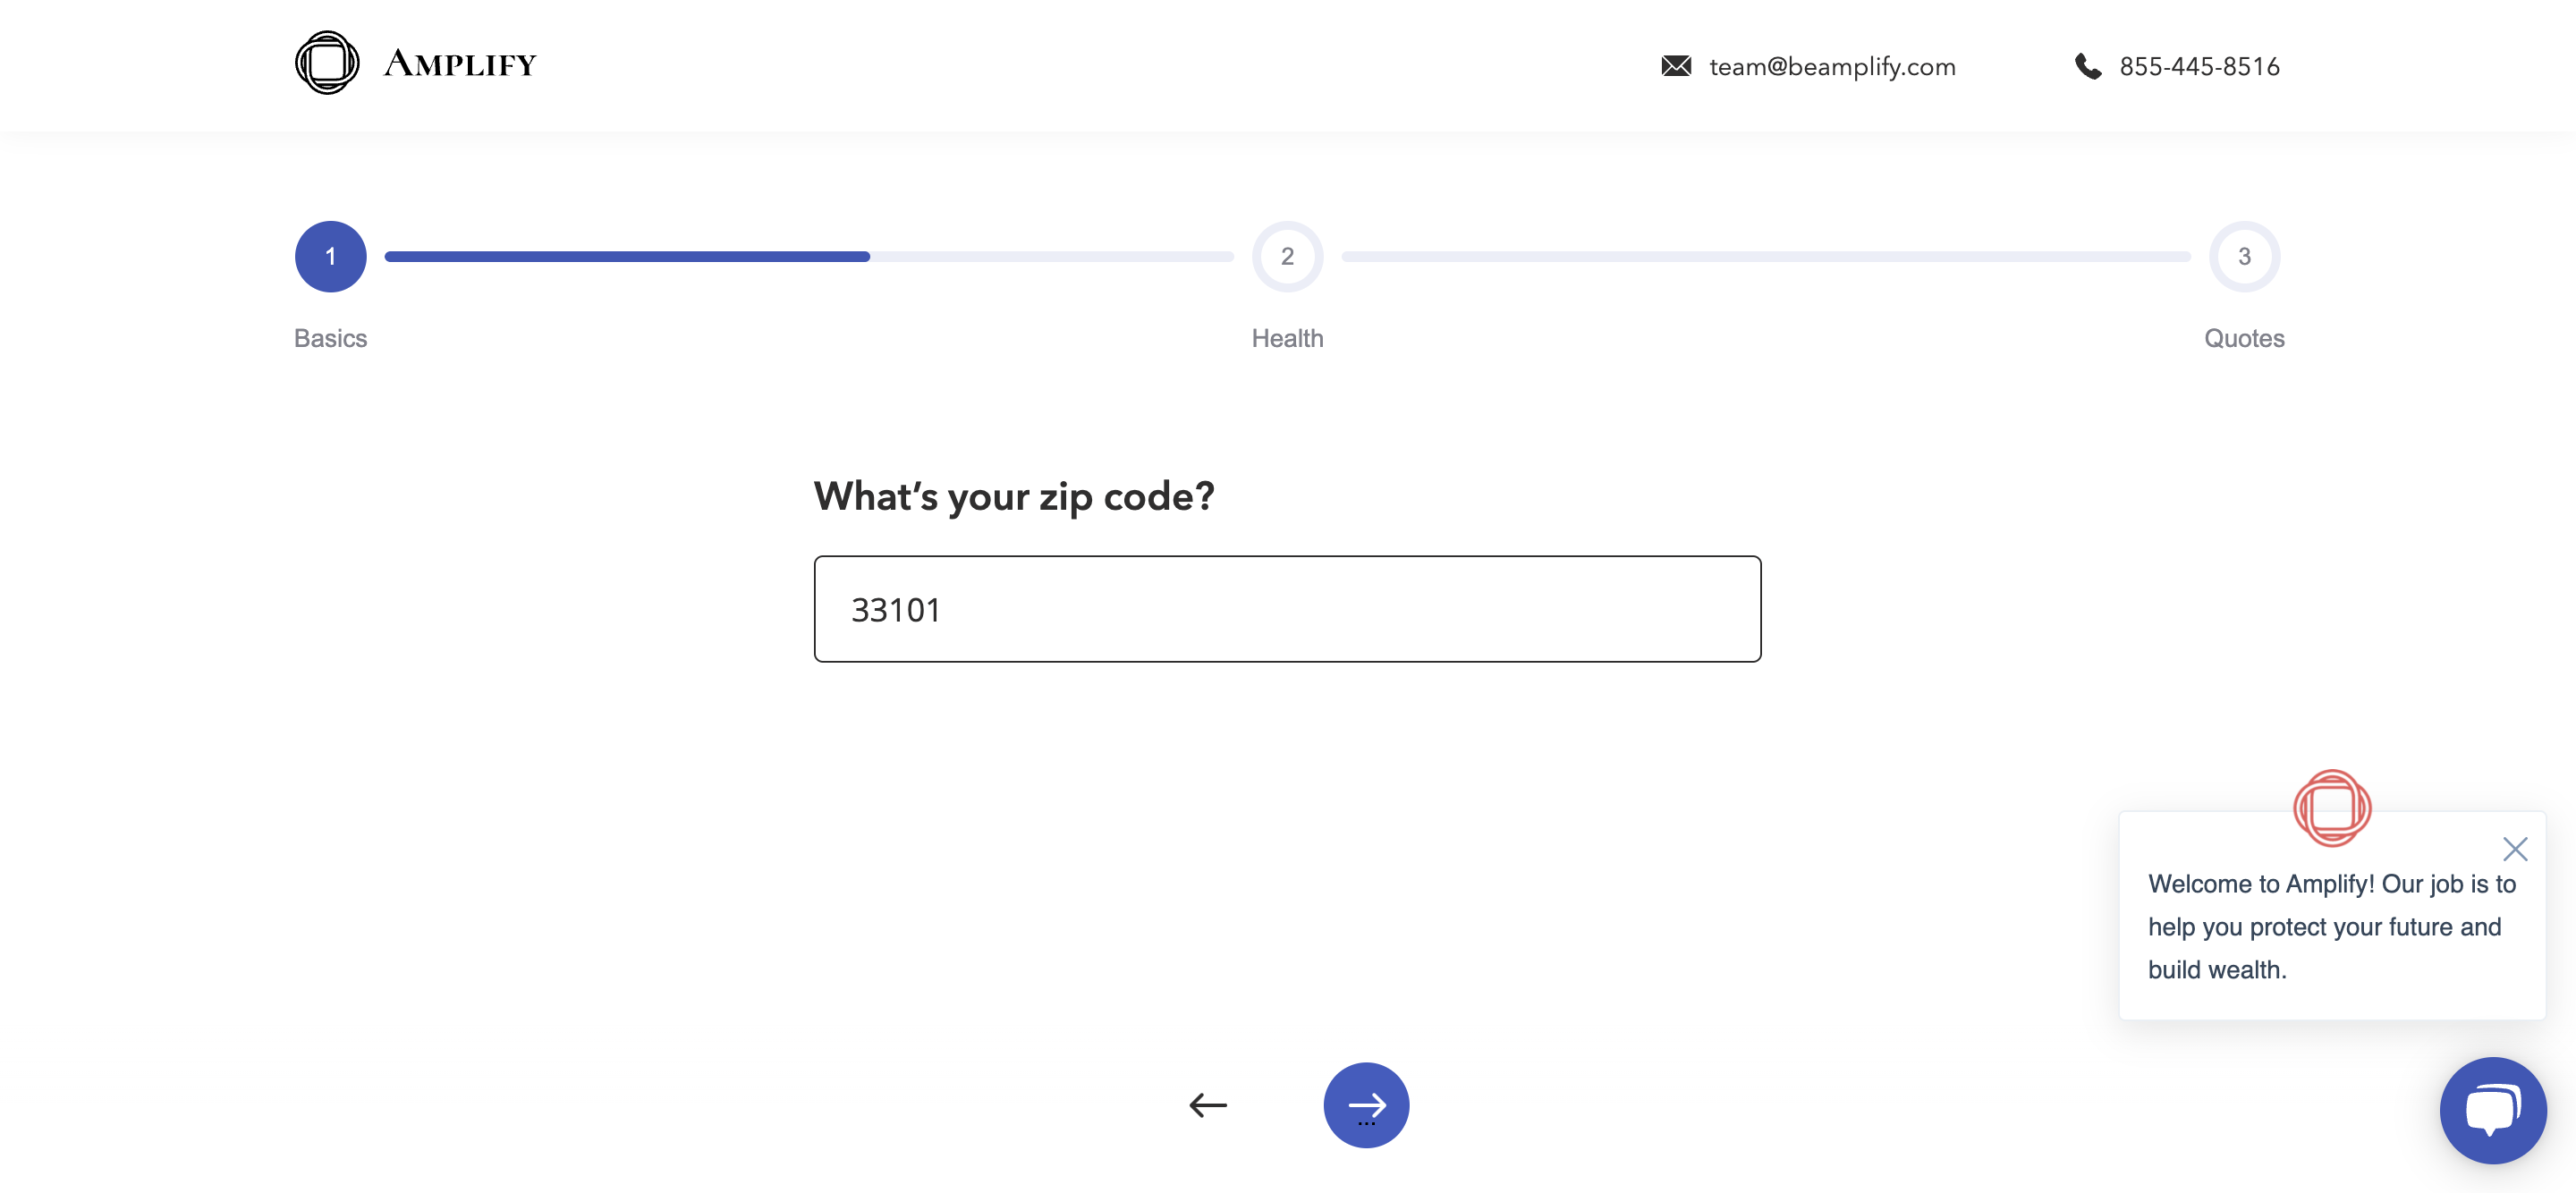 AMPLIFY
team@beamplify.com
855-445-8516
1
2
3
Basics
Health
Quotes
What's your zip code?
33101
Welcome to Amplify! Our job is to
help you protect your future and
build wealth.
...